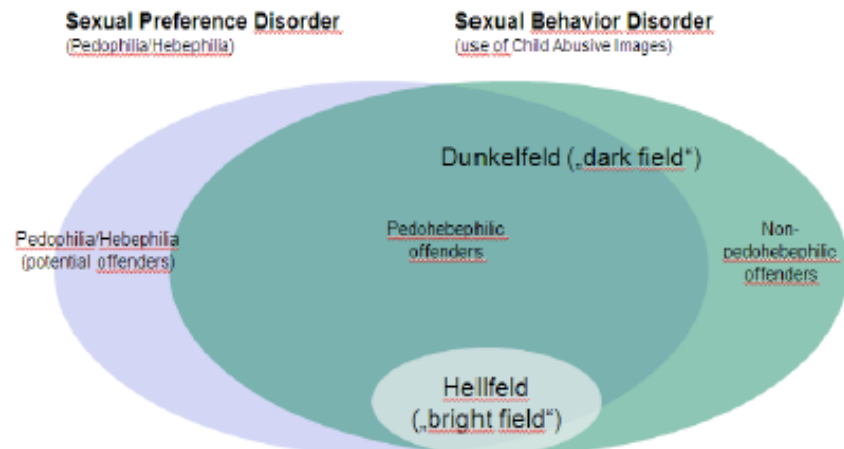 Sexual Preference Disorder
(Pedophilia/Hebephilia)
Sexual Behavior Disorder
(use of Child Abusive Images)
Dunkelfeld („dark field“)
Pedophilia/Hebephilia
(potential offenders)
Pedohebephilic
offenders
Non-
pedohebephilic
offenders
Hellfeld
(„bright field“)